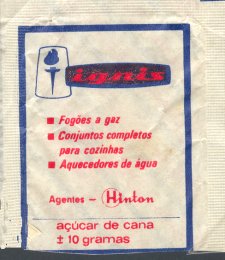 ignis
■ Fogões a gaz
■ Conjuntos completos
para cozinhas
■ Aquecedores de água
Agentes - Hinton
açúcar de cana
± 10 gramas